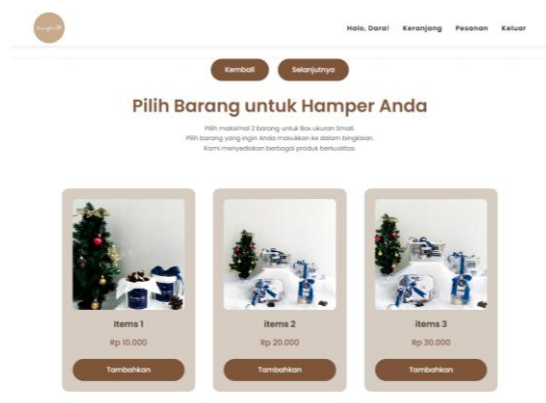 Halo, Dara! Keranjang Pesanan Keluar
Kembali Selanjutnya
Pilih Barang untuk Hamper Anda
Pilih maksimal 2 barang untuk Box ukuran Small.
Pilih barang yang ingin Anda masukkan ke dalam bingkisan.
Kami menyediakan berbagai produk berkualitas.
Items 1
Rp 10.000
Tambahkan
items 2
Rp 20.000
Tambahkan
items 3
Rp 30.000
Tambahkan